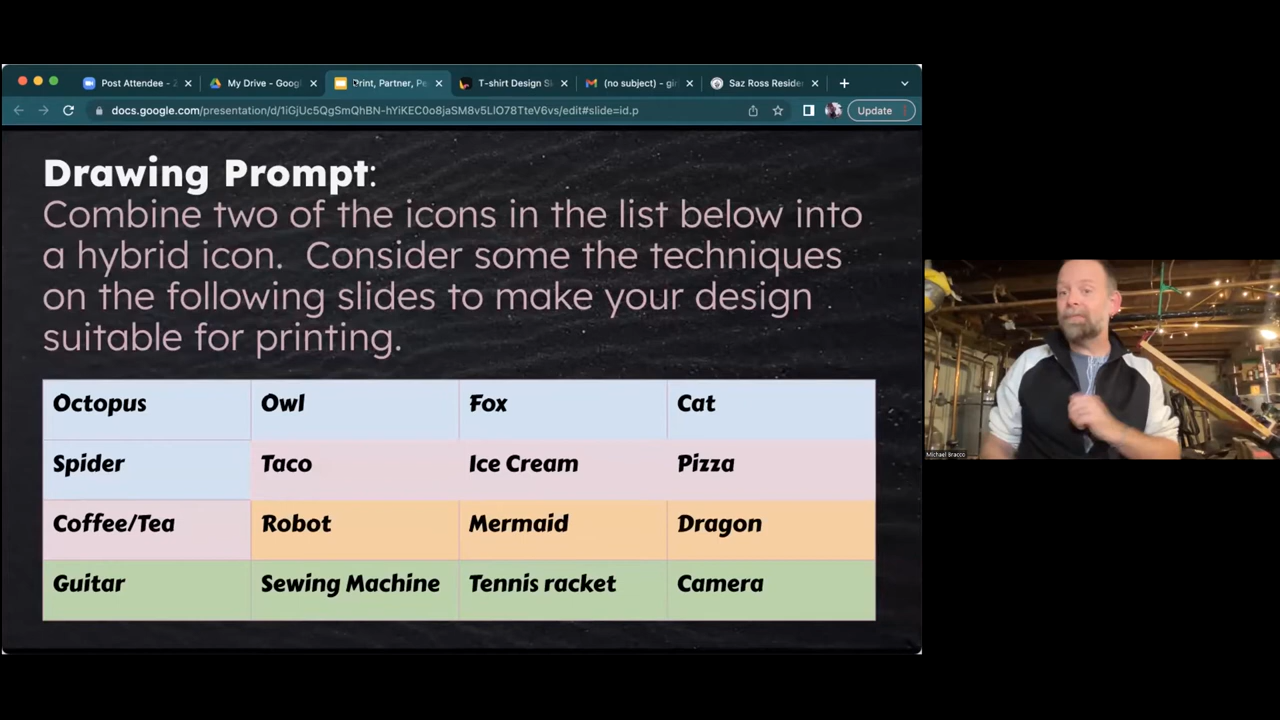 Post Attendee - Z
My Drive - Goog
Print, Partner, Pe
T-shirt Design S
(no subject) - gi
Saz Ross Reside
docs.google.com/presentation/d/1iGjUc5QgSmQhBN-hYiKEC0o8jaSM8v5LlO78TteV6vs/edit#slide=id.p
Update
Drawing Prompt:
Combine two of the icons in the list below into
a hybrid icon. Consider some the techniques
on the following slides to make your design
suitable for printing.
Octopus Owl Fox Cat
Spider Taco Ice Cream Pizza
Coffee/Tea Robot Mermaid Dragon
Guitar Sewing Machine Tennis racket Camera
Michael Bracco